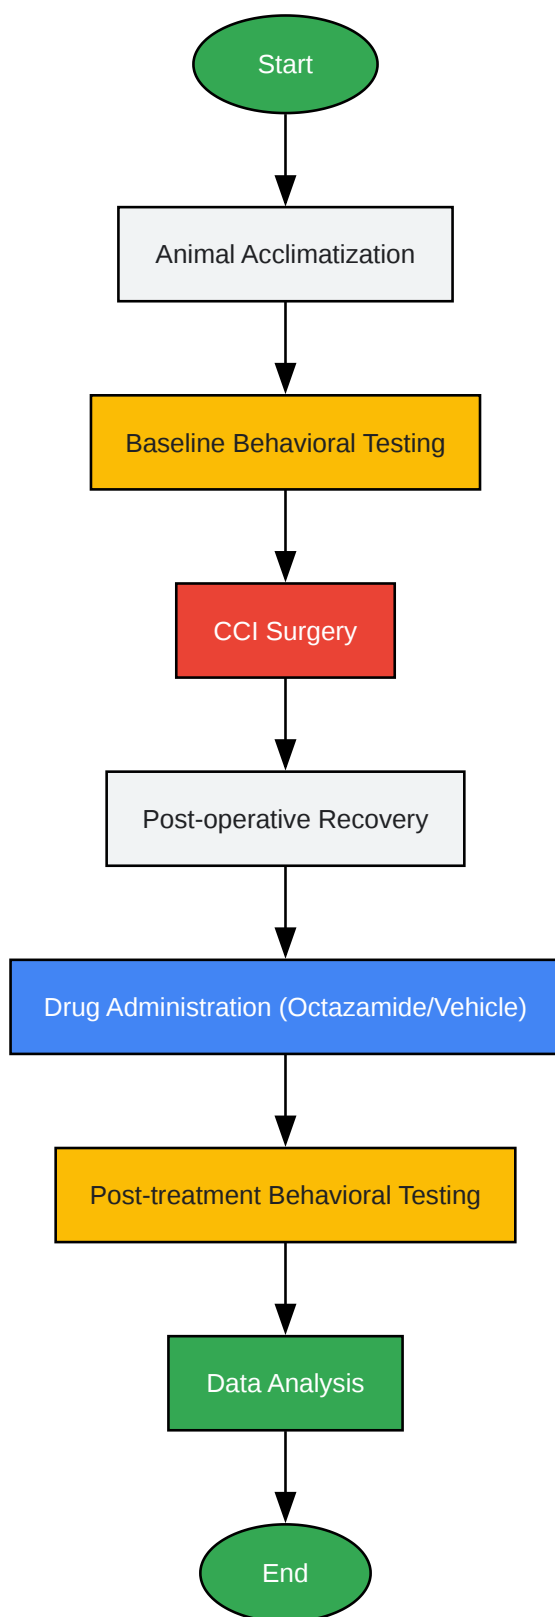 Start
Animal Acclimatization
Baseline Behavioral Testing
CCI Surgery
Post-operative Recovery
Drug Administration (Octazamide/Vehicle)
Post-treatment Behavioral Testing
Data Analysis
End